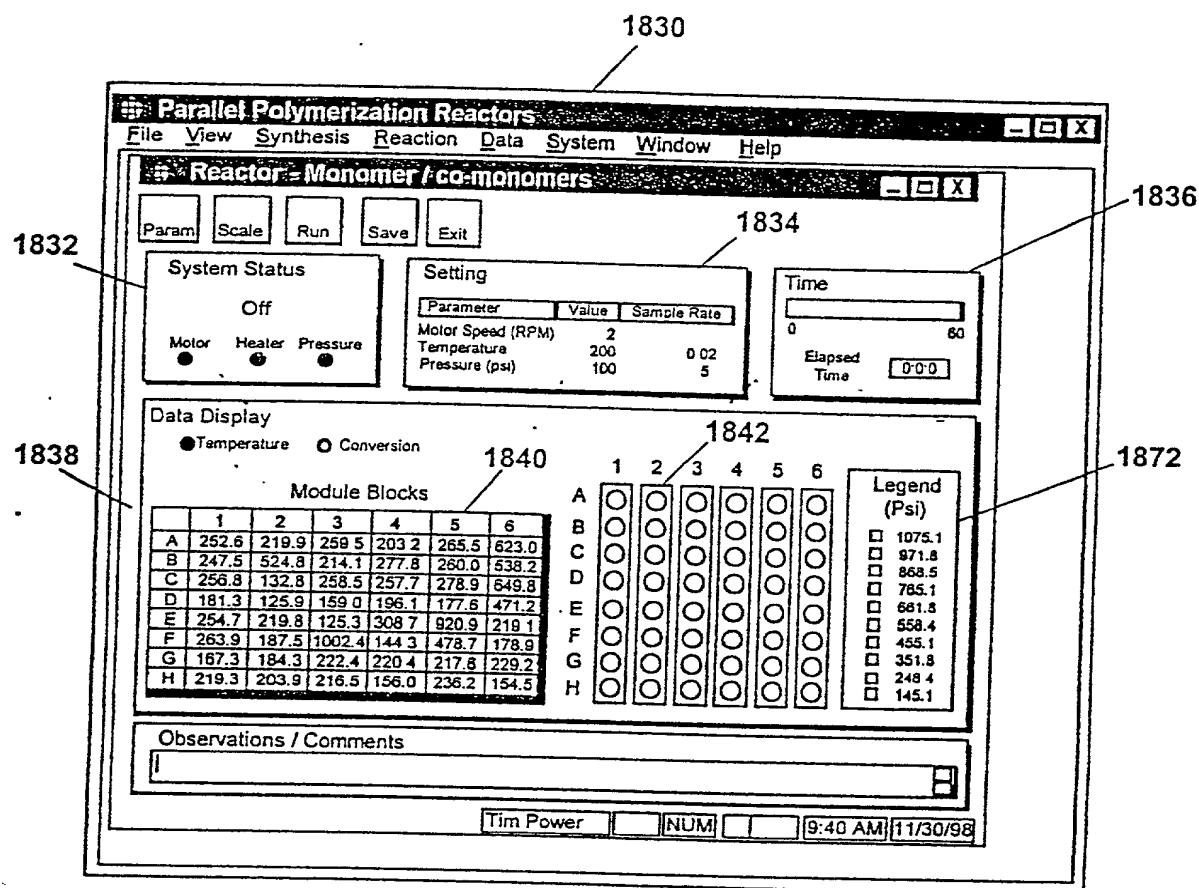 1830
Parallel Polymerization Reactors
File View Synthesis Reaction Data System Window Help
Reactor - Monomer / co-monomers
Param Scale Run Save Exit
1832
1834
1836
System Status
Off
Motor Heater Pressure
Setting
Parameter Value Sample Rate
Motor Speed (RPM) 2
Temperature 200 0 02
Pressure (psi) 100 5
Time
0 60
Elapsed
Time 0:0:0
Data Display
Temperature Conversion
1838
1840
1842
1872
Module Blocks
1 2 3 4 5 6
A 252.6 219.9 259 5 203 2 265.5 623.0
B 247.5 524.8 214.1 277.8 260.0 538.2
C 256.8 132.8 258.5 257.7 278.9 649.8
D 181.3 125.9 159 0 196.1 177.6 471.2
E 254.7 219.8 125.3 308 7 920.9 219 1
F 263.9 187.5 1002.4 144 3 478.7 178.9
G 167.3 184.3 222.4 220 4 217.8 229.2
H 219.3 203.9 216.5 156.0 236.2 154.5
1 2 3 4 5 6
A
B
C
D
E
F
G
H
Legend
(Psi)
1075.1
971.8
868.5
765.1
661.8
558.4
455.1
351.8
248 4
145.1
Observations / Comments
Tim Power NUM 9:40 AM 11/30/98